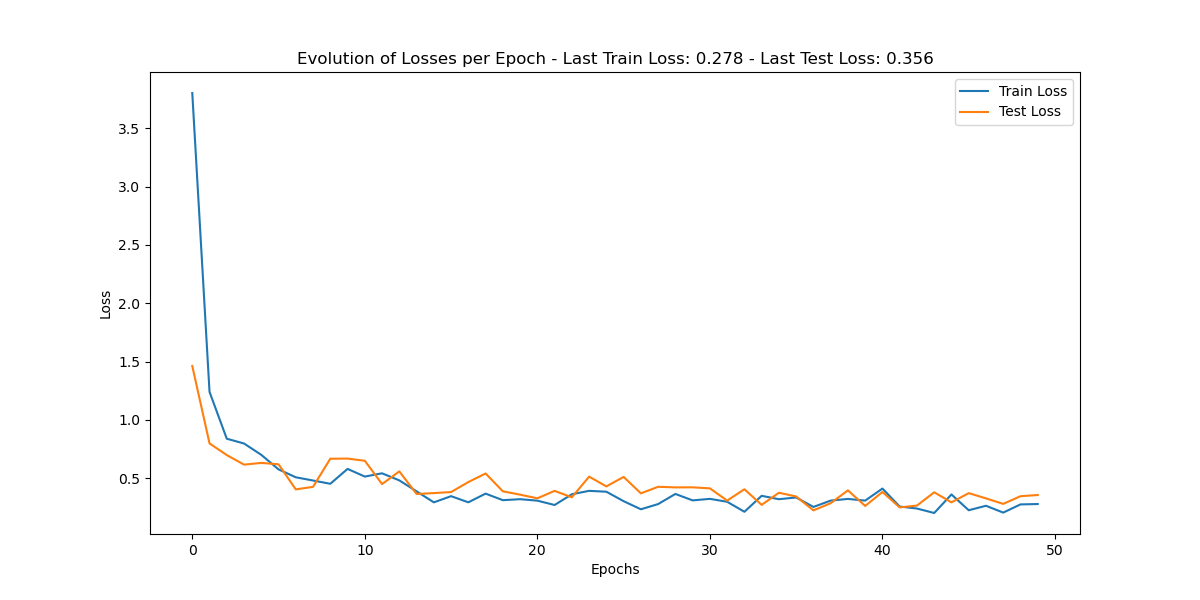 Evolution of Losses per Epoch - Last Train Loss: 0.278 - Last Test Loss: 0.356
Train Loss
Test Loss
3.5
3.0
2.5
2.0
1.5
1.0
0.5
Loss
0 10 20 30 40 50
Epochs